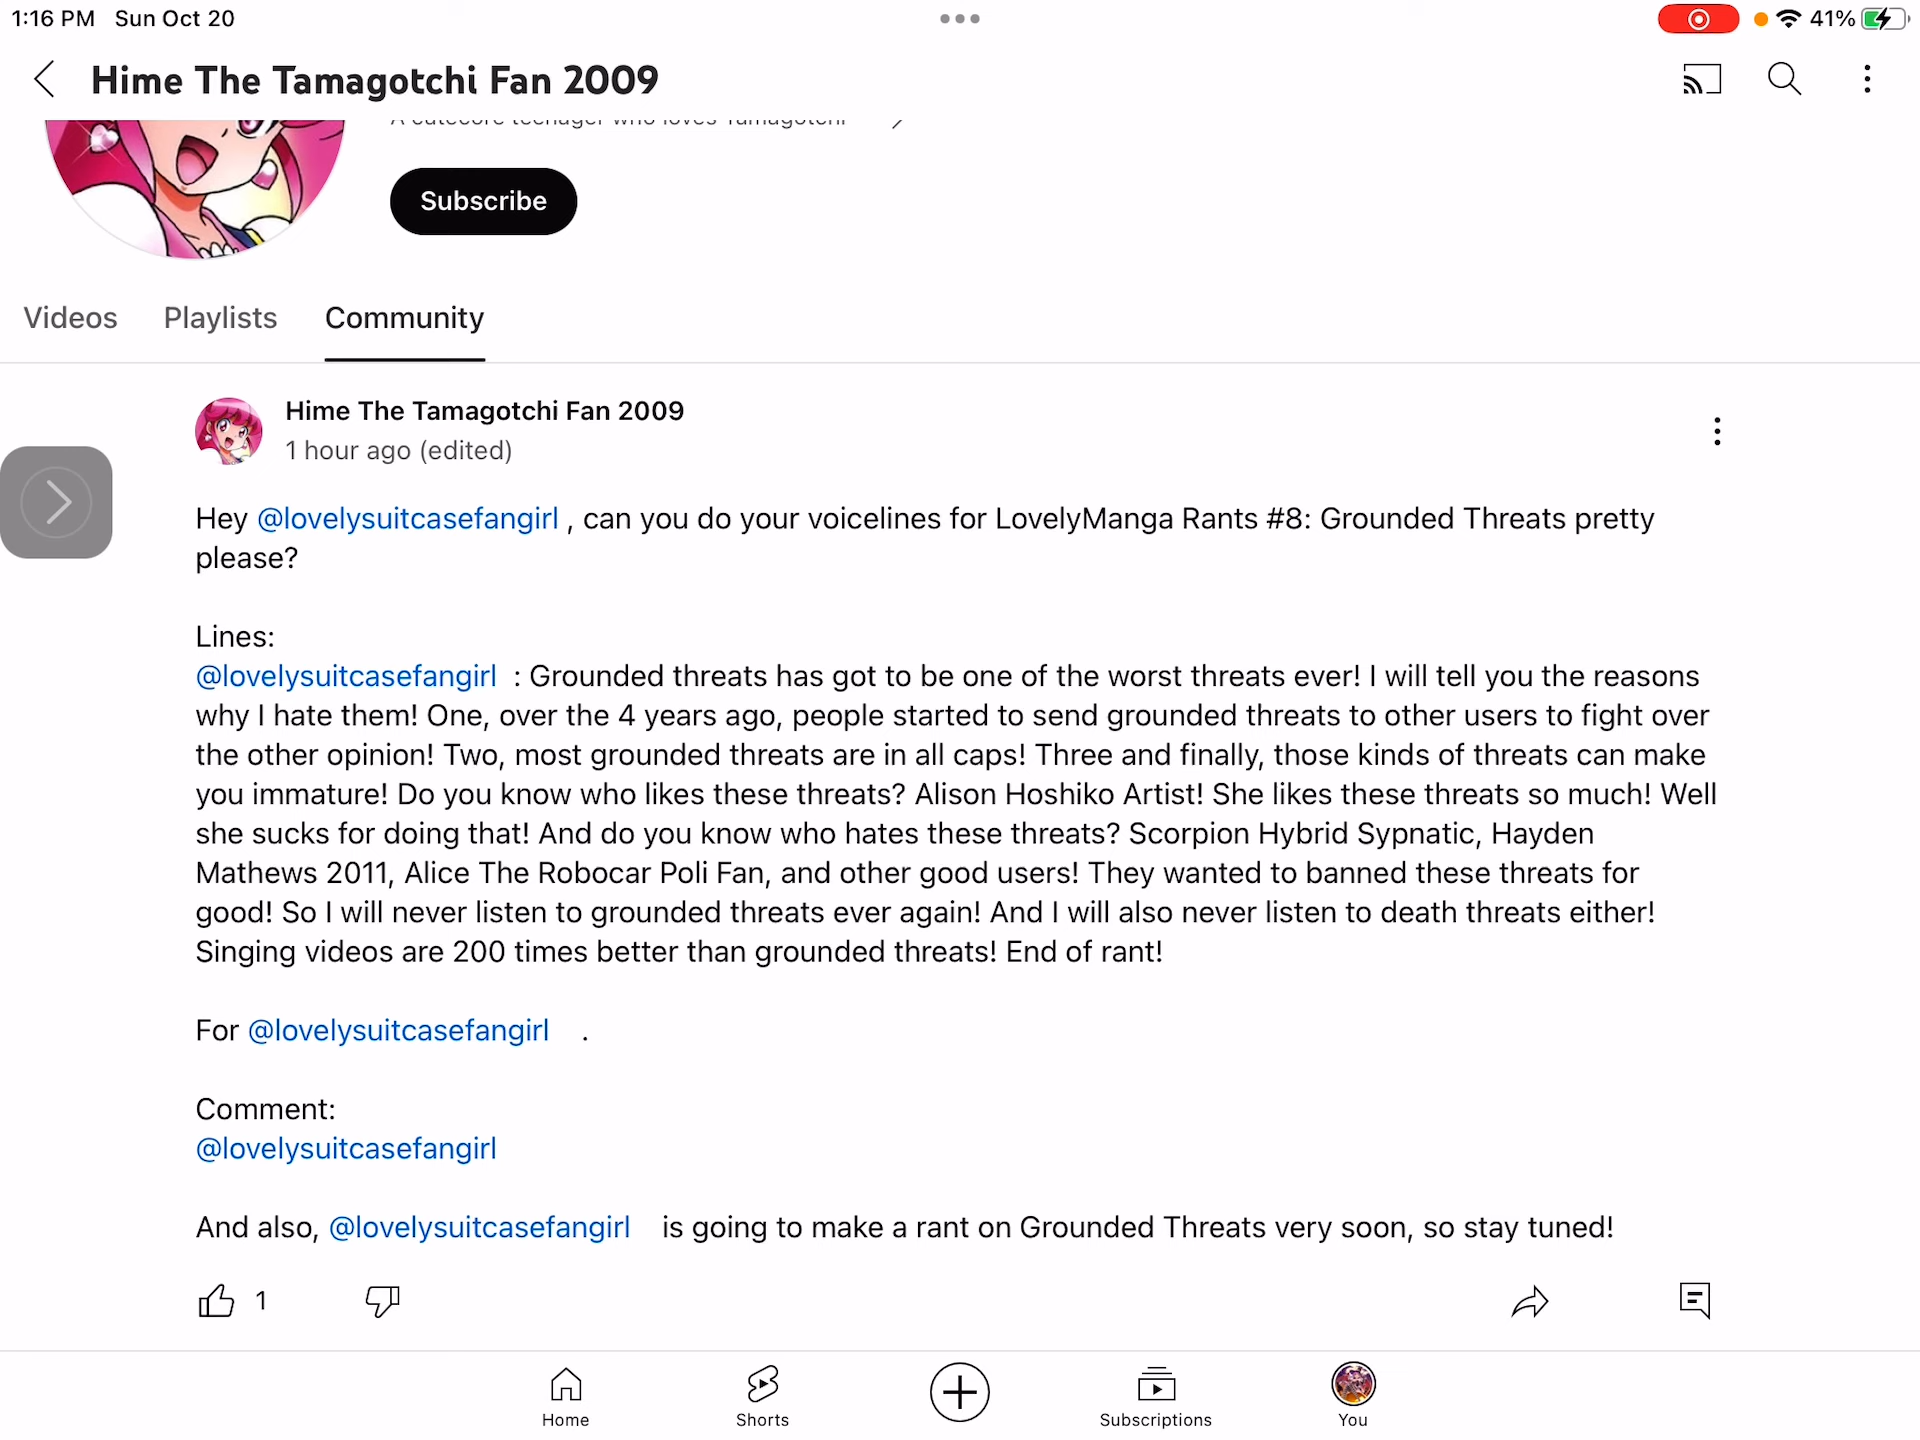 1:16 PM Sun Oct 20
41%
Hime The Tamagotchi Fan 2009
A cutecore teenager who loves Tamagotchi
Subscribe
Videos Playlists Community
Hime The Tamagotchi Fan 2009
1 hour ago (edited)
Hey @lovelysuitcasefangirl , can you do your voicelines for LovelyManga Rants #8: Grounded Threats pretty
please?
Lines:
@lovelysuitcasefangirl : Grounded threats has got to be one of the worst threats ever! I will tell you the reasons
why I hate them! One, over the 4 years ago, people started to send grounded threats to other users to fight over
the other opinion! Two, most grounded threats are in all caps! Three and finally, those kinds of threats can make
you immature! Do you know who likes these threats? Alison Hoshiko Artist! She likes these threats so much! Well
she sucks for doing that! And do you know who hates these threats? Scorpion Hybrid Sypnatic, Hayden
Mathews 2011, Alice The Robocar Poli Fan, and other good users! They wanted to banned these threats for
good! So I will never listen to grounded threats ever again! And I will also never listen to death threats either!
Singing videos are 200 times better than grounded threats! End of rant!
For @lovelysuitcasefangirl .
Comment:
@lovelysuitcasefangirl
And also, @lovelysuitcasefangirl is going to make a rant on Grounded Threats very soon, so stay tuned!
1
Home Shorts Subscriptions You